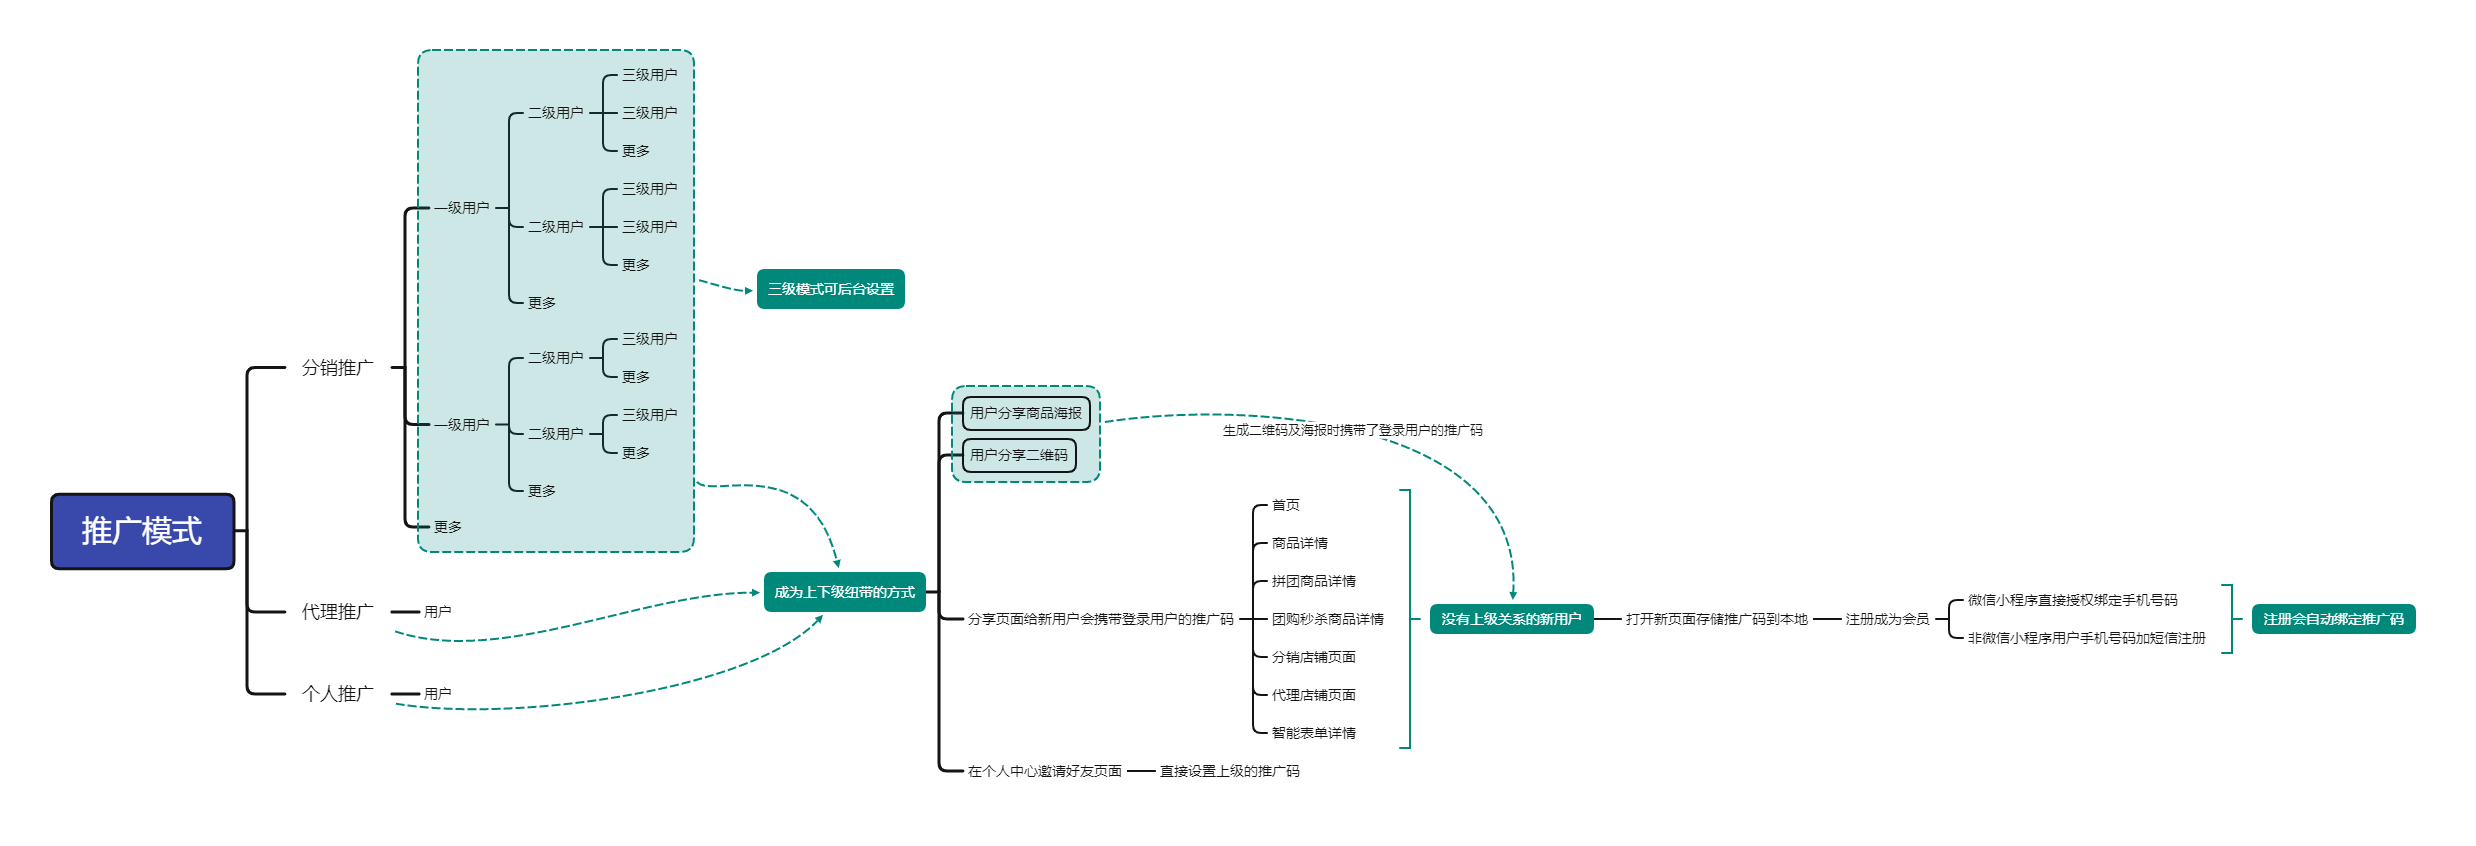 推广模式
分销推广
一级用户
二级用户
三级用户
三级用户
更多
二级用户
三级用户
三级用户
更多
更多
一级用户
二级用户
三级用户
更多
二级用户
三级用户
更多
更多
更多
三级模式可后台设置
代理推广
用户
个人推广
用户
成为上下级纽带的方式
用户分享商品海报
用户分享二维码
生成二维码及海报时携带了登录用户的推广码
分享页面给新用户会携带登录用户的推广码
首页
商品详情
拼团商品详情
团购秒杀商品详情
分销店铺页面
代理店铺页面
智能表单详情
在个人中心邀请好友页面
直接设置上级的推广码
没有上级关系的新用户
打开新页面存储推广码到本地
注册成为会员
微信小程序直接授权绑定手机号码
非微信小程序用户手机号码加短信注册
注册会自动绑定推广码